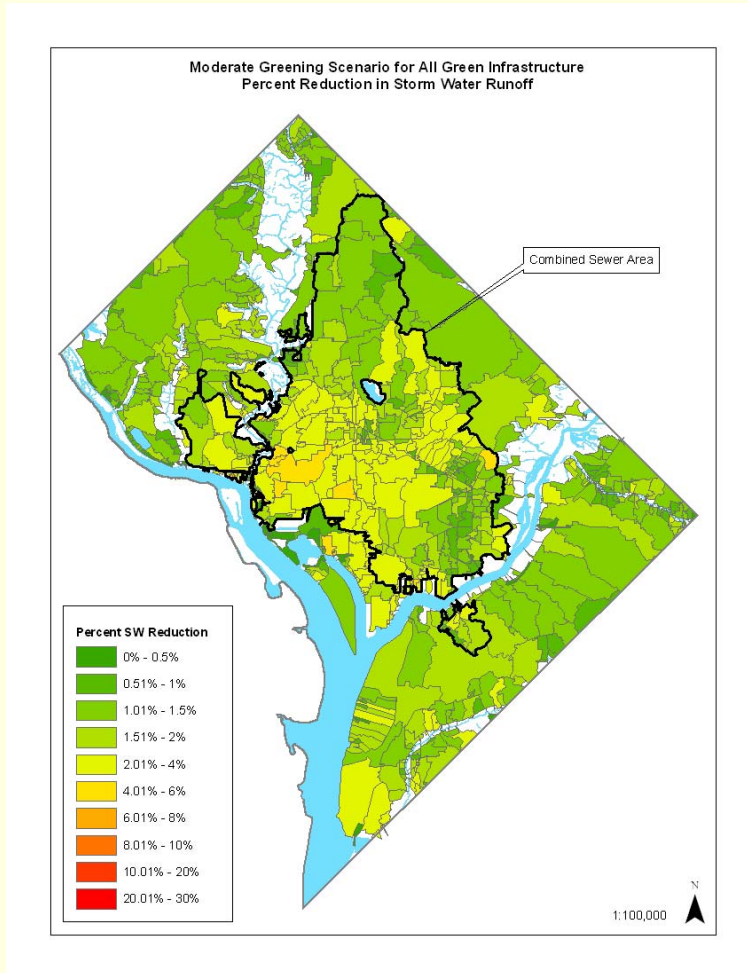 Moderate Greening Scenario for All Green Infrastructure
Percent Reduction in Storm Water Runoff
Combined Sewer Area
Percent SW Reduction
0% - 0.5%
0.51% - 1%
1.01% - 1.5%
1.51% - 2%
2.01% - 4%
4.01% - 6%
6.01% - 8%
8.01% - 10%
10.01% - 20%
20.01% - 30%
N
1:100,000